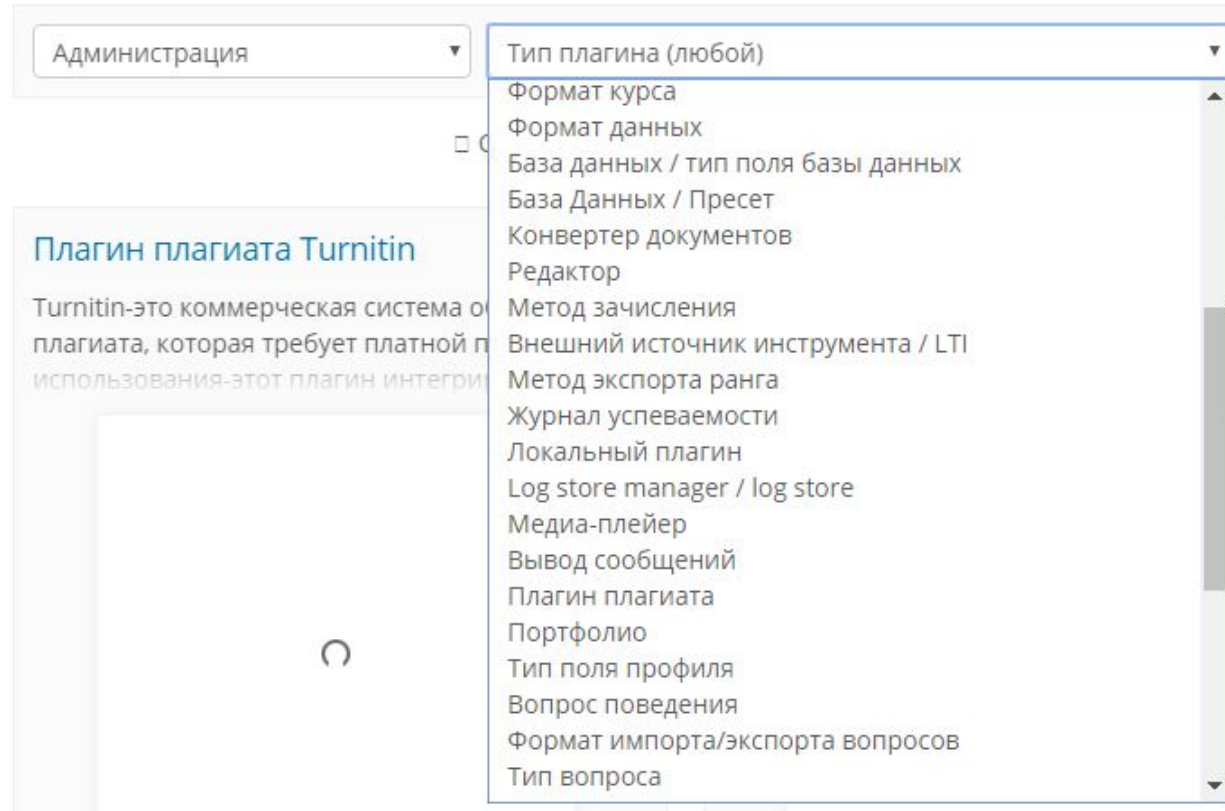 Администрация
Тип плагина (любой)
Формат курса
Формат данных
База данных / тип поля базы данных
База Данных / Пресет
Конвертер документов
Редактор
Метод зачисления
Внешний источник инструмента / LTI
Метод экспорта ранга
Журнал успеваемости
Локальный плагин
Log store manager / log store
Медиа-плейер
Вывод сообщений
Плагин плагиата
Портфолио
Тип поля профиля
Вопрос поведения
Формат импорта/экспорта вопросов
Тип вопроса
Плагин плагиата Turnitin
Turnitin-это коммерческая система
плагиата, которая требует платной
использования-этот плагин